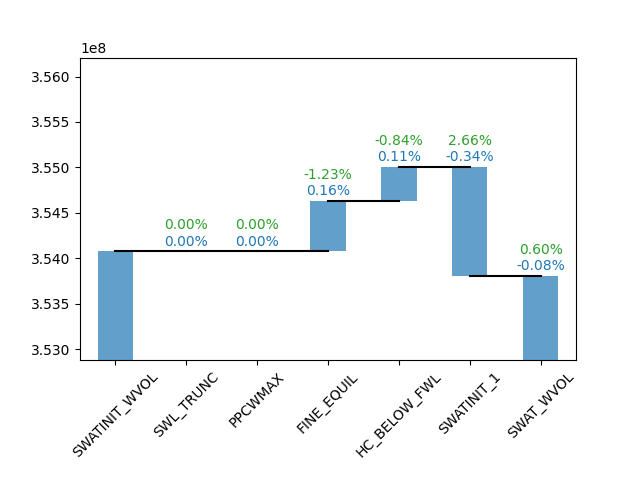 1e8
3.560
3.555
3.550
3.545
3.540
3.535
3.530
0.00%
0.00%
0.00%
0.00%
-1.23%
0.16%
-0.84%
0.11%
2.66%
-0.34%
0.60%
-0.08%
SWATINIT_WVOL
SWL_TRUNC
PPCWMAX
FINE_EQUIL
HC_BELOW_FWL
SWATINIT_1
SWAT_WVOL